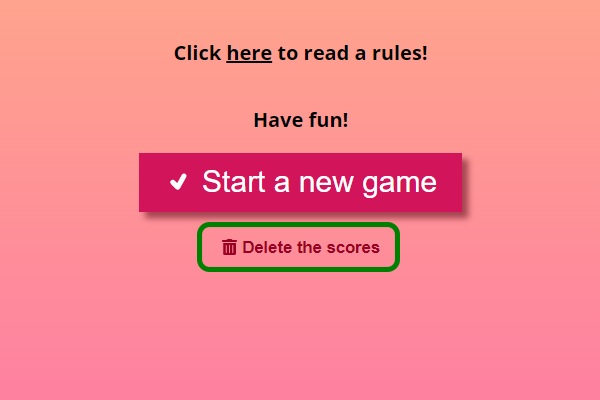 Click here to read a rules!
Have fun!
Start a new game
Delete the scores